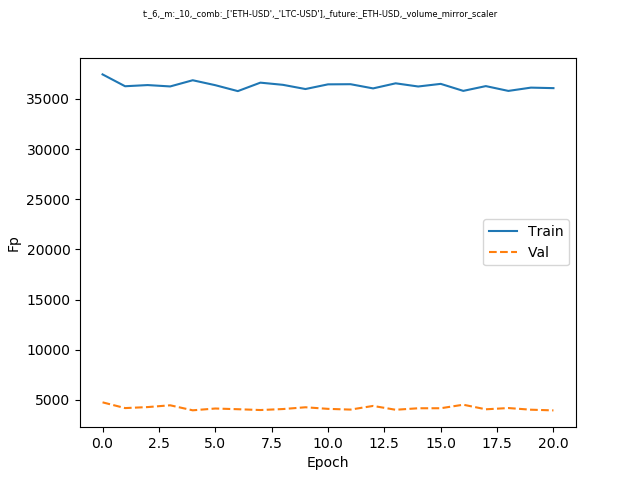 t:_6,_m:_10,_comb:_['ETH-USD',_'LTC-USD'],_future:_ETH-USD,_volume_mirror_scaler
35000
30000
25000
20000
15000
10000
5000
Fp
Train
Val
0.0 2.5 5.0 7.5 10.0 12.5 15.0 17.5 20.0
Epoch